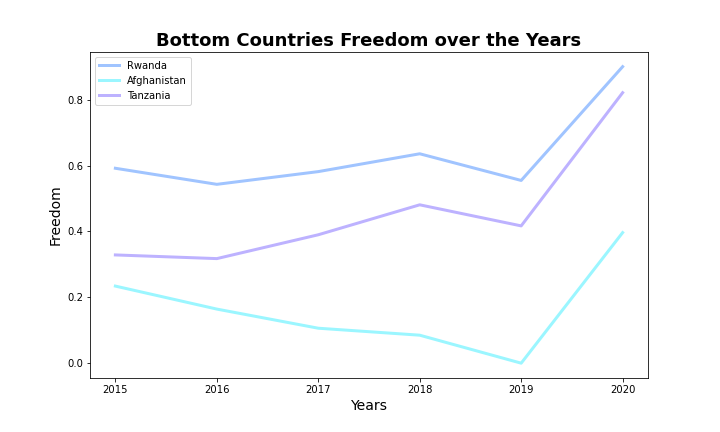 Bottom Countries Freedom over the Years
Rwanda
Afghanistan
Tanzania
Freedom
0.8
0.6
0.4
0.2
0.0
2015 2016 2017 2018 2019 2020
Years